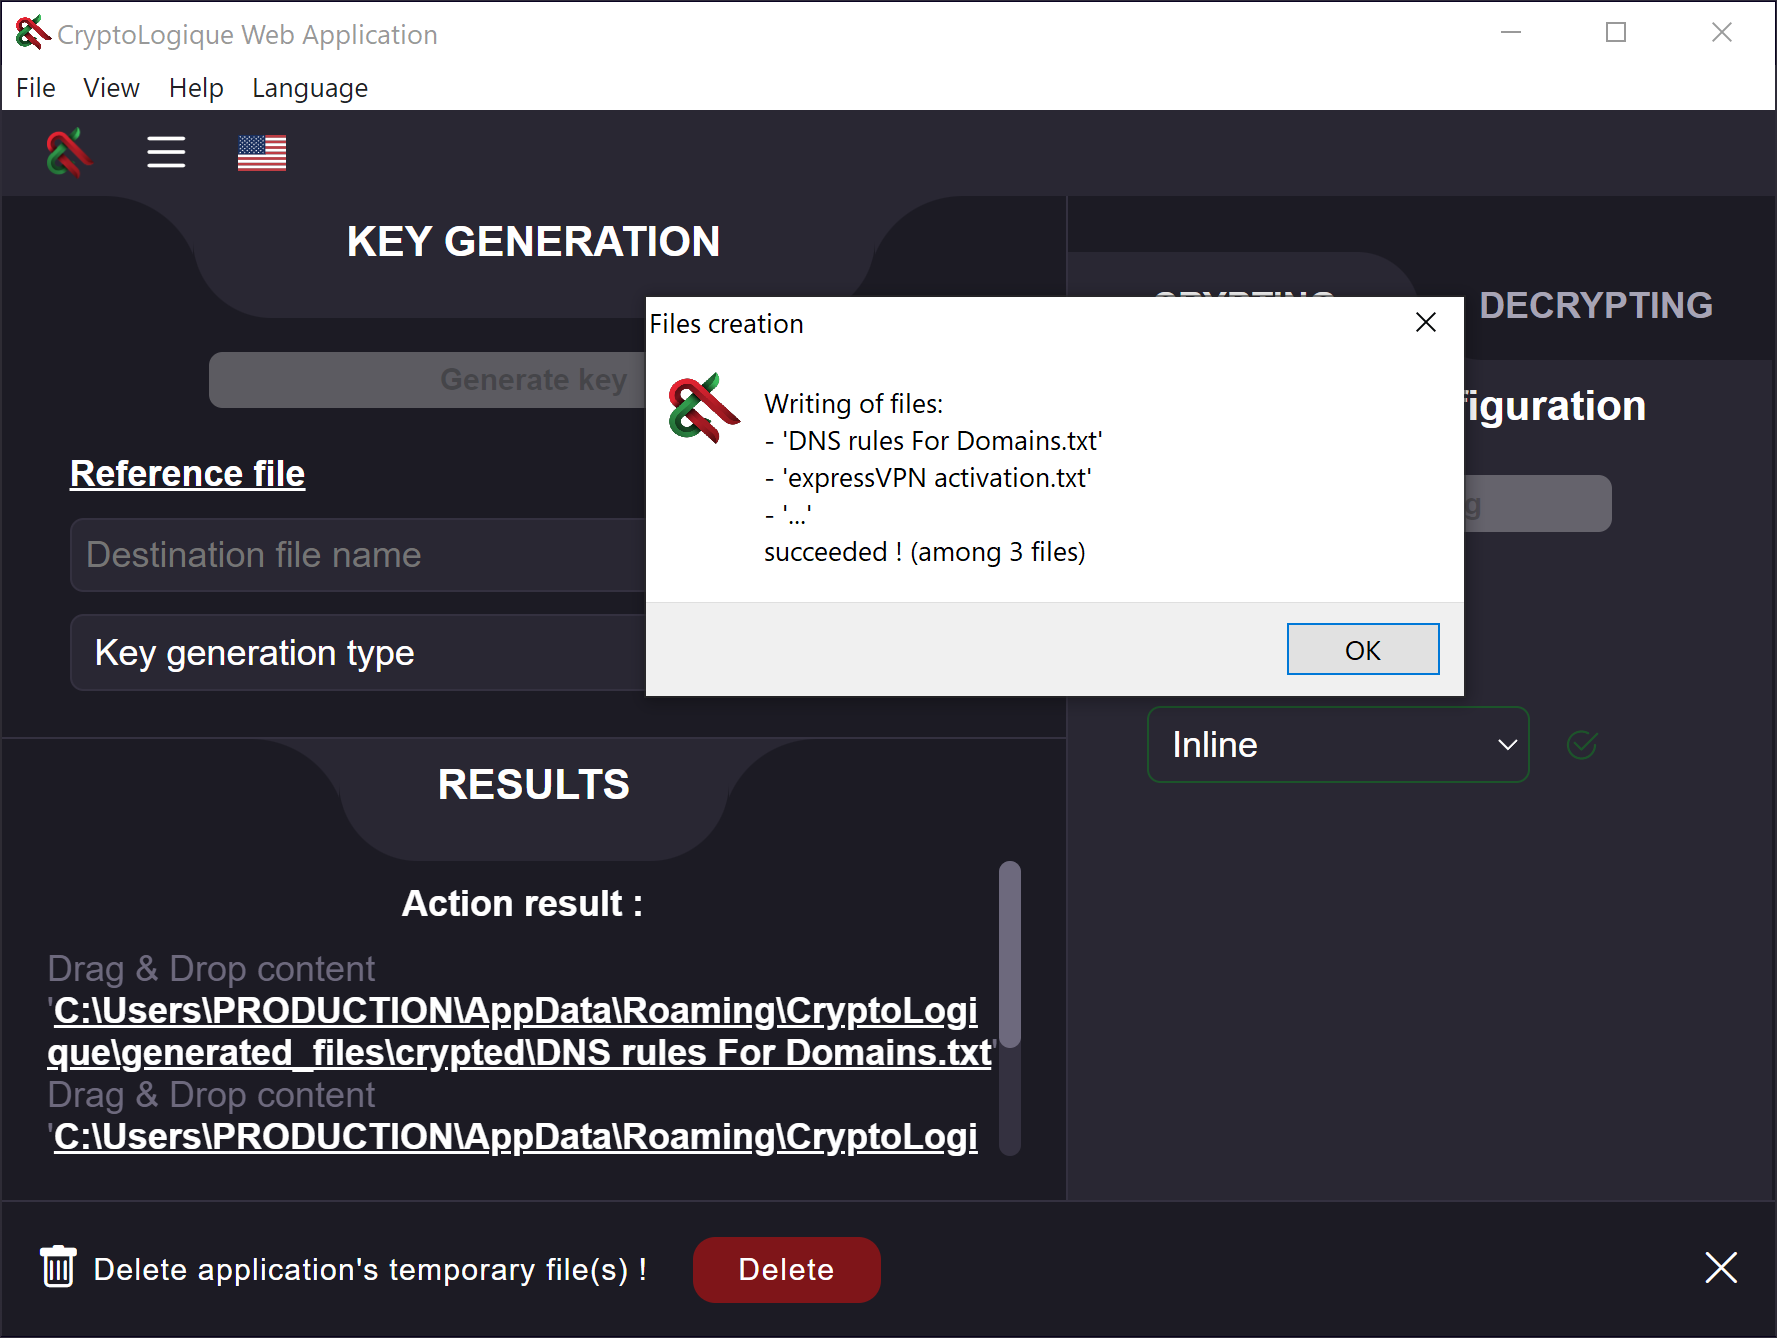 CryptoLogique Web Application
File View Help Language
KEY GENERATION
DECRYPTING
Generate key
Reference file
Destination file name
Key generation type
Files creation
Writing of files:
- 'DNS rules For Domains.txt'
- 'expressVPN activation.txt'
- '...'
succeeded ! (among 3 files)
OK
figuration
g
Inline
RESULTS
Action result :
Drag & Drop content
'C:\Users\PRODUCTION\AppData\Roaming\CryptoLogi
que\generated_files\crypted\DNS rules For Domains.txt'
Drag & Drop content
'C:\Users\PRODUCTION\AppData\Roaming\CryptoLogi
Delete application's temporary file(s) !
Delete